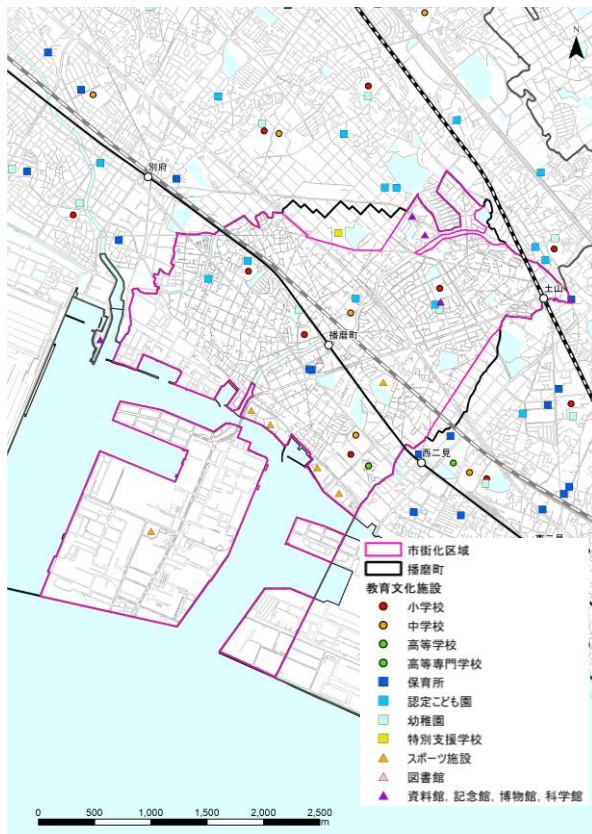 N
別府
土山
播磨町
西二見
市街化区域
播磨町
教育文化施設
小学校
中学校
高等学校
高等専門学校
保育所
認定こども園
幼稚園
特別支援学校
スポーツ施設
図書館
資料館, 記念館, 博物館, 科学館
0 500 1,000 1,500 2,000 2,500
m